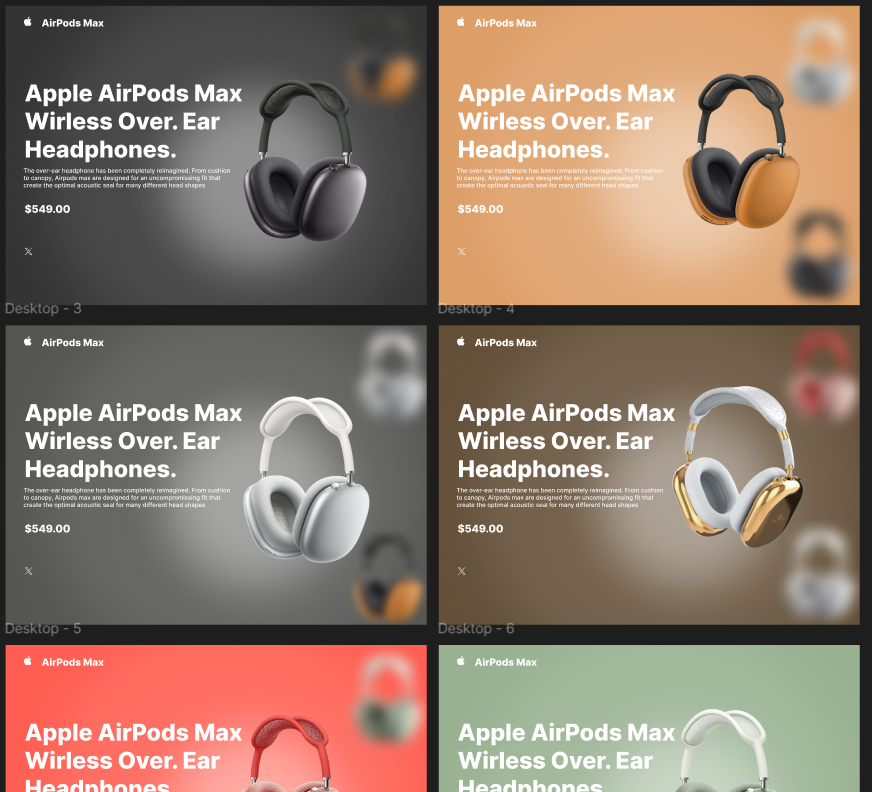 AirPods Max
Apple AirPods Max
Wirless Over. Ear
Headphones.
The over-ear headphone has been completely reimagined. From cushion
to canopy, Airpods max are designed for an uncompromissing fit that
create the optimal acoustic seal for many different head shapes
$549.00
AirPods Max
Apple AirPods Max
Wirless Over. Ear
Headphones.
The over-ear headphone has been completely reimagined. From cushion
to canopy, Airpods max are designed for an uncompromissing fit that
create the optimal acoustic seal for many different head shapes
$549.00
Desktop - 3
Desktop - 4
AirPods Max
Apple AirPods Max
Wirless Over. Ear
Headphones.
The over-ear headphone has been completely reimagined. From cushion
to canopy, Airpods max are designed for an uncompromissing fit that
create the optimal acoustic seal for many different head shapes
$549.00
AirPods Max
Apple AirPods Max
Wirless Over. Ear
Headphones.
The over-ear headphone has been completely reimagined. From cushion
to canopy, Airpods max are designed for an uncompromissing fit that
create the optimal acoustic seal for many different head shapes
$549.00
Desktop - 5
Desktop - 6
AirPods Max
Apple AirPods Max
Wirless Over. Ear
Headphones.
AirPods Max
Apple AirPods Max
Wirless Over. Ear
Headphones.